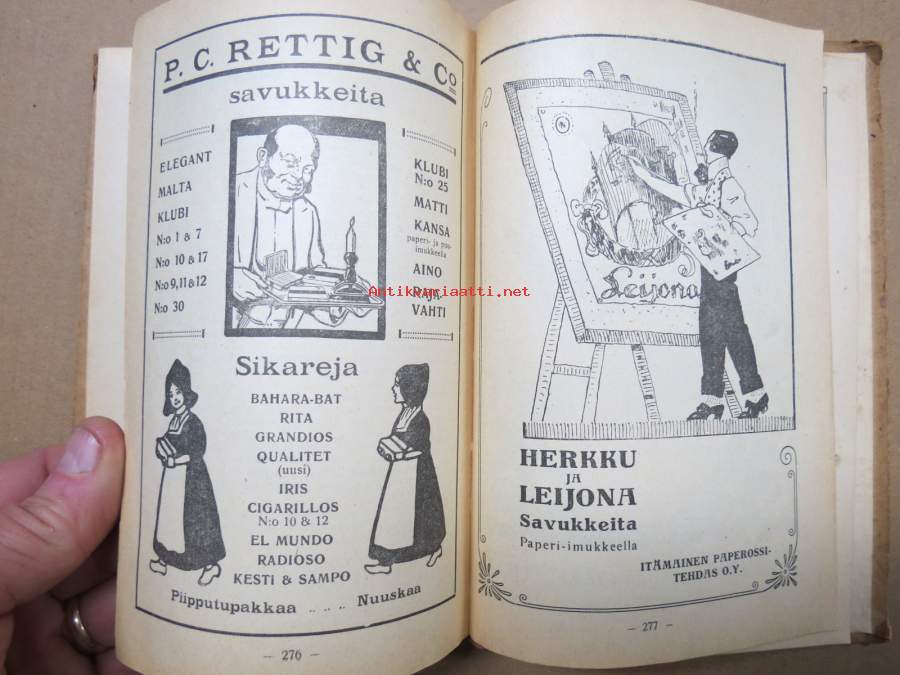 P. C. RETTIG & Co
savukkeita
ELEGANT
MALTA
KLUBI
N:o 1 & 7
N:o 10 & 17
N:o 9, 11 & 12
N:o 30
KLUBI
N:o 25
MATTI
KANSA
paperi- ja puu-
imukkeella
AINO
RAJA-
VAHTI
Antikvariaatti.net
Sikareja
BAHARA-BAT
RITA
GRANDIOS
QUALITET
(uusi)
IRIS
CIGARILLOS
N:o 10 & 12
EL MUNDO
RADIOSO
KESTI & SAMPO
Piipputupakkaa .. .. .. Nuuskaa
— 276 —
Leijona
HERKKU
JA
LEIJONA
Savukkeita
Paperi-imukkeella
ITÄMAINEN PAPEROSSI-
TEHDAS O.Y.
— 277 —